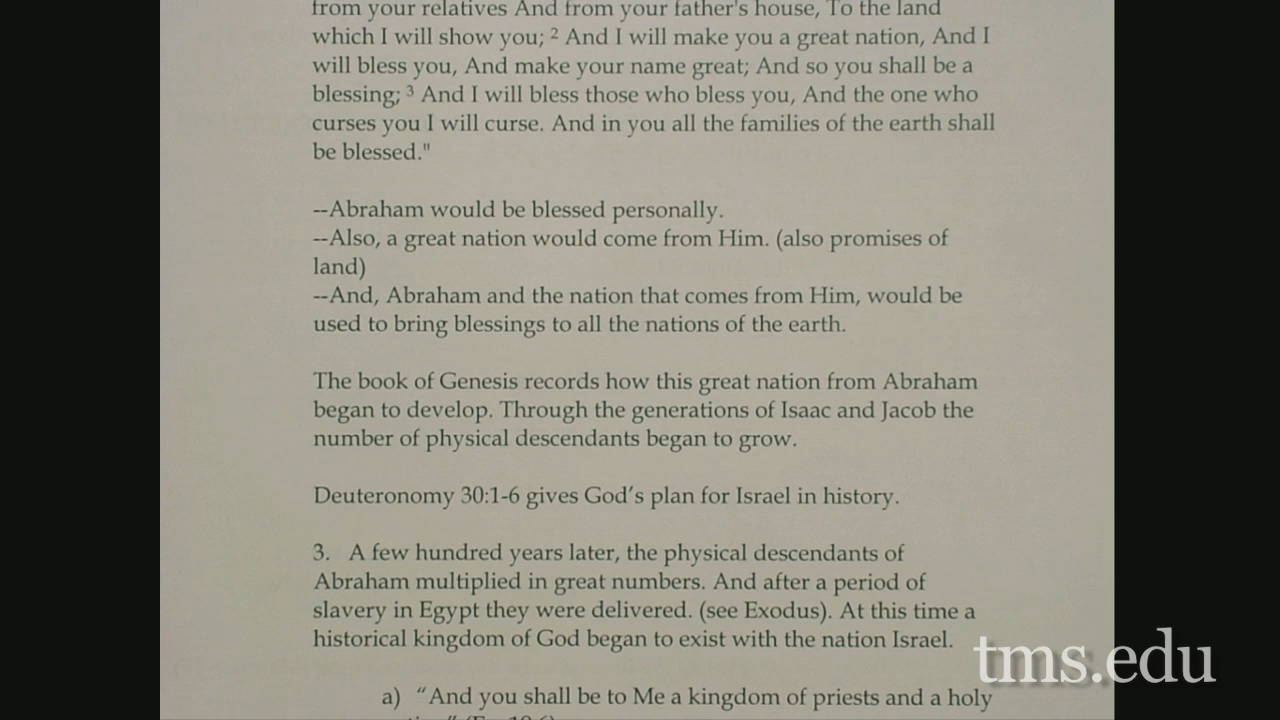 from your relatives And from your father's house, To the land
which I will show you; ² And I will make you a great nation, And I
will bless you, And make your name great; And so you shall be a
blessing; ³ And I will bless those who bless you, And the one who
curses you I will curse. And in you all the families of the earth shall
be blessed."
--Abraham would be blessed personally.
--Also, a great nation would come from Him. (also promises of
land)
--And, Abraham and the nation that comes from Him, would be
used to bring blessings to all the nations of the earth.
The book of Genesis records how this great nation from Abraham
began to develop. Through the generations of Isaac and Jacob the
number of physical descendants began to grow.
Deuteronomy 30:1-6 gives God’s plan for Israel in history.
3. A few hundred years later, the physical descendants of
Abraham multiplied in great numbers. And after a period of
slavery in Egypt they were delivered. (see Exodus). At this time a
historical kingdom of God began to exist with the nation Israel.
tms.edu
a) “And you shall be to Me a kingdom of priests and a holy